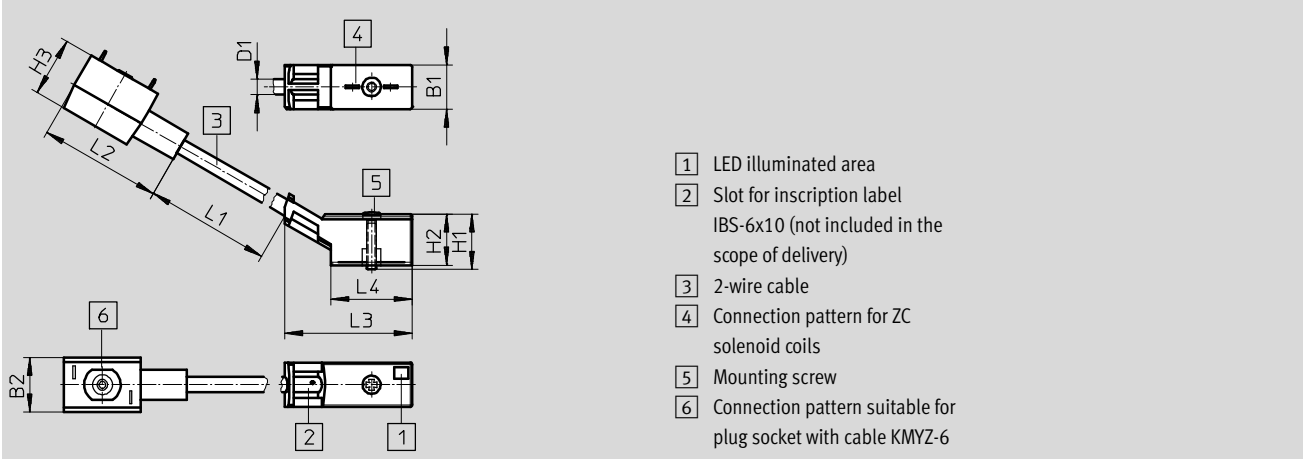 H3
D1
4
B1
3
L2
5
L1
H2
H1
L4
L3
6
B2
2
1
1 LED illuminated area
2 Slot for inscription label
IBS-6x10 (not included in the
scope of delivery)
3 2-wire cable
4 Connection pattern for ZC
solenoid coils
5 Mounting screw
6 Connection pattern suitable for
plug socket with cable KMYZ-6